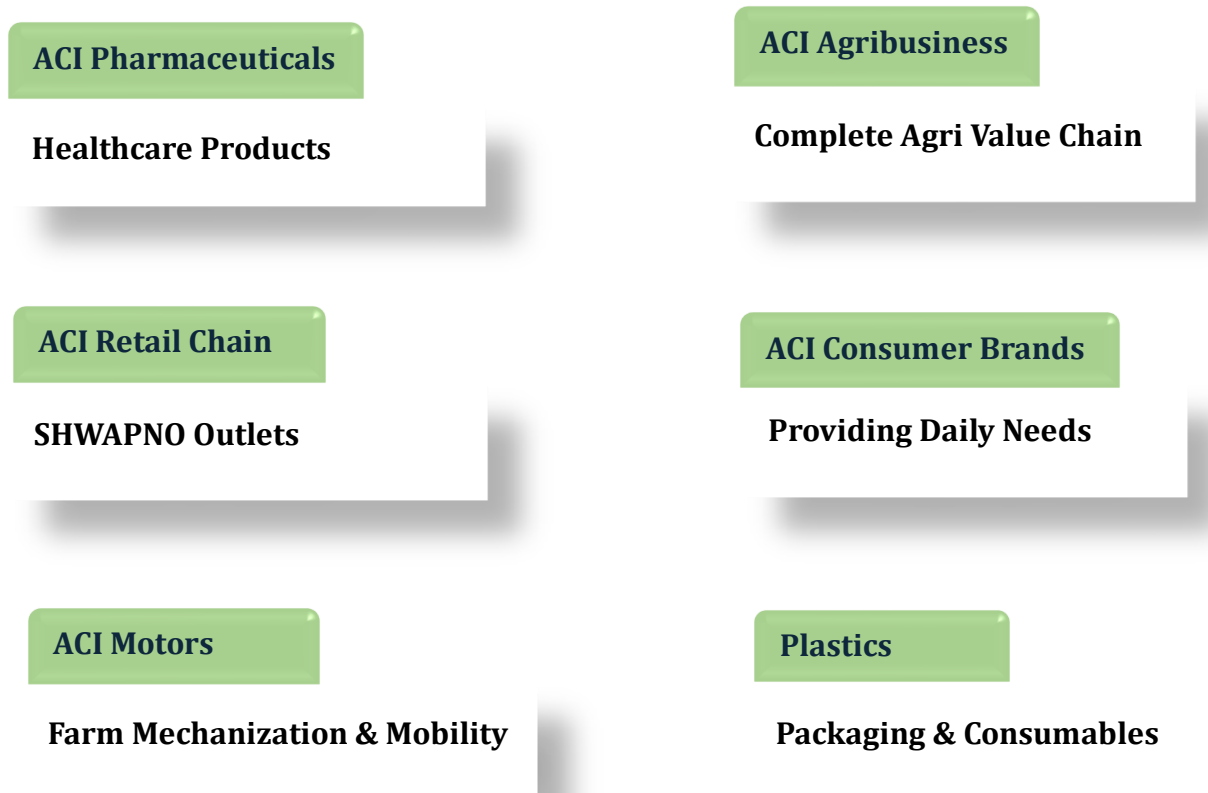 ACI Pharmaceuticals
Healthcare Products
ACI Agribusiness
Complete Agri Value Chain
ACI Retail Chain
SHWAPNO Outlets
ACI Consumer Brands
Providing Daily Needs
ACI Motors
Farm Mechanization & Mobility
Plastics
Packaging & Consumables